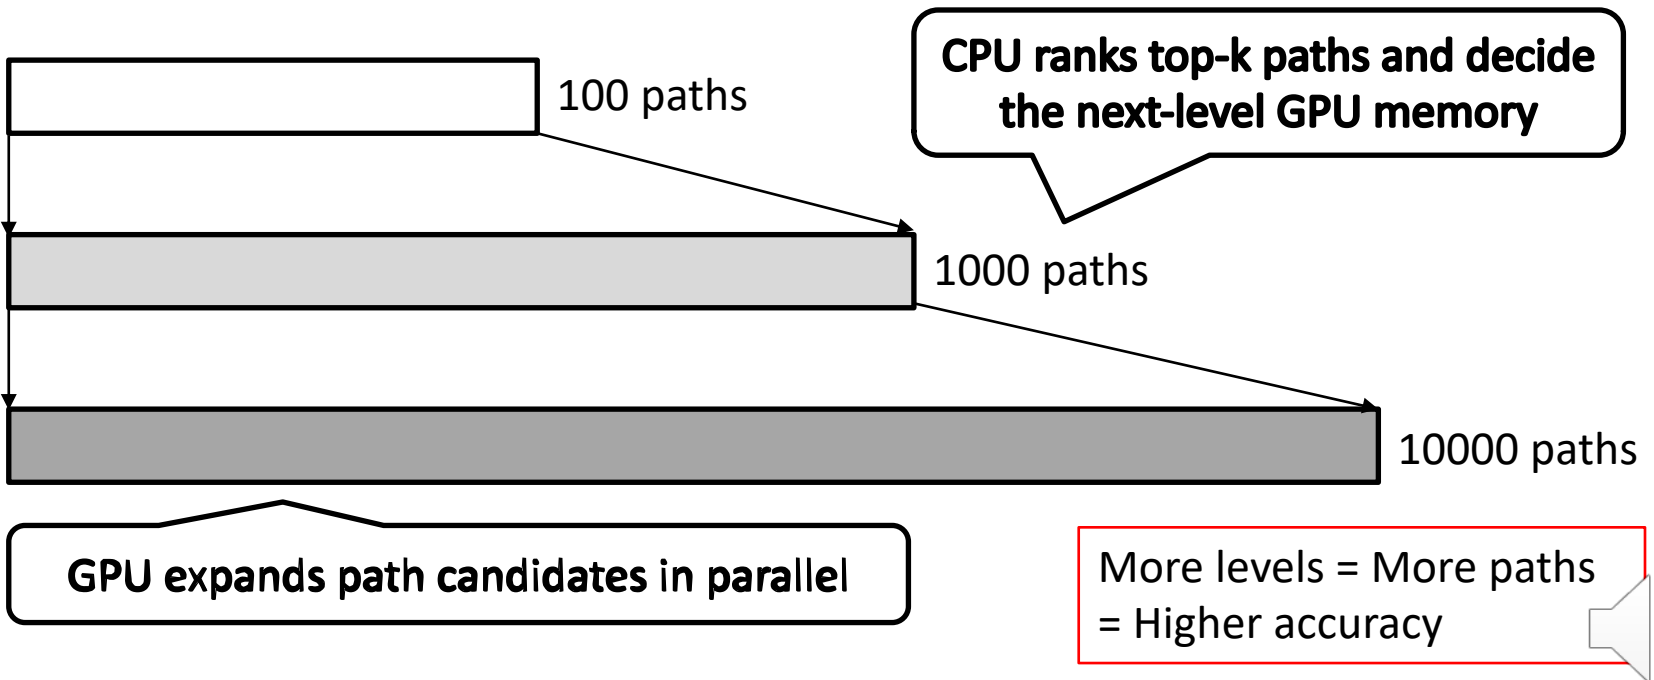 100 paths
CPU ranks top-k paths and decide
the next-level GPU memory
1000 paths
10000 paths
GPU expands path candidates in parallel
More levels = More paths
= Higher accuracy